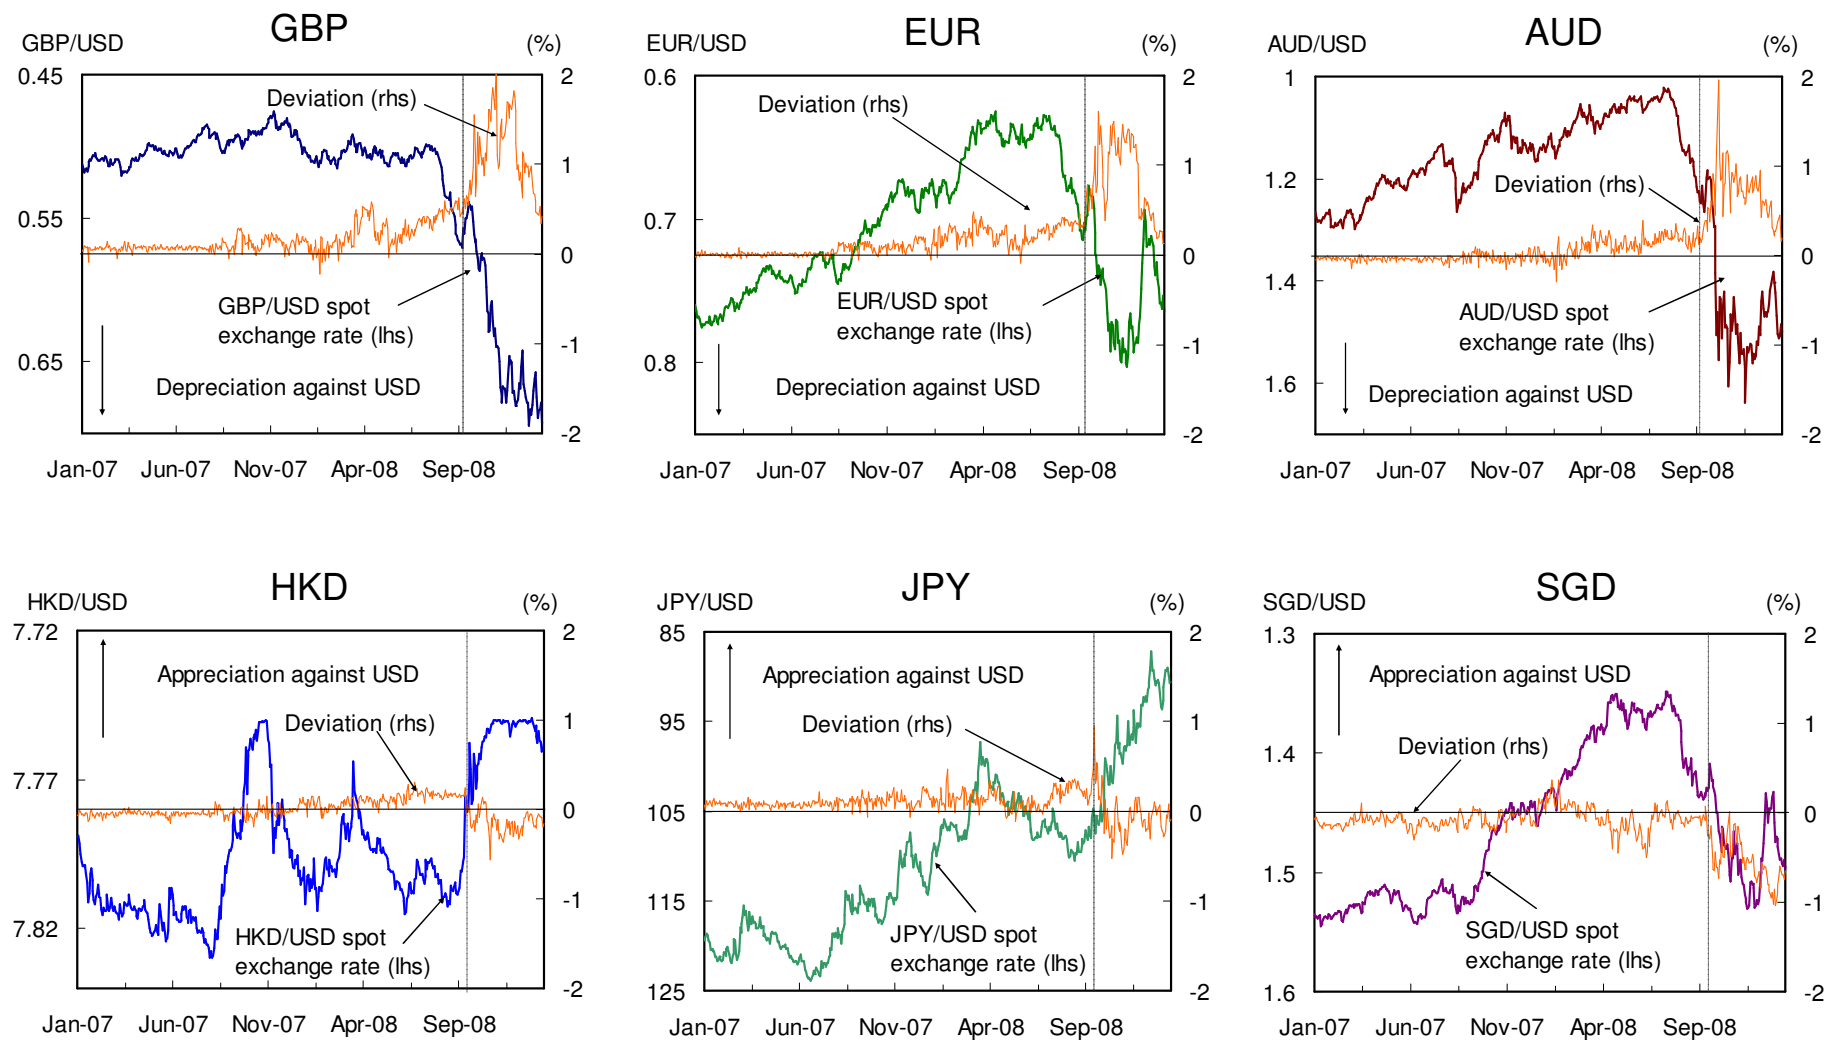 GBP
GBP/USD
(%)
0.45
0.55
0.65
2
1
0
-1
-2
Deviation (rhs)
GBP/USD spot
exchange rate (lhs)
Depreciation against USD
Jan-07 Jun-07 Nov-07 Apr-08 Sep-08
EUR
EUR/USD
(%)
0.6
0.7
0.8
2
1
0
-1
-2
Deviation (rhs)
EUR/USD spot
exchange rate (lhs)
Depreciation against USD
Jan-07 Jun-07 Nov-07 Apr-08 Sep-08
AUD
AUD/USD
(%)
1
1.2
1.4
1.6
2
1
0
-1
-2
Deviation (rhs)
AUD/USD spot
exchange rate (lhs)
Depreciation against USD
Jan-07 Jun-07 Nov-07 Apr-08 Sep-08
HKD
HKD/USD
(%)
7.72
7.77
7.82
2
1
0
-1
-2
Appreciation against USD
Deviation (rhs)
HKD/USD spot
exchange rate (lhs)
Jan-07 Jun-07 Nov-07 Apr-08 Sep-08
JPY
JPY/USD
(%)
85
95
105
115
125
2
1
0
-1
-2
Appreciation against USD
Deviation (rhs)
JPY/USD spot
exchange rate (lhs)
Jan-07 Jun-07 Nov-07 Apr-08 Sep-08
SGD
SGD/USD
(%)
1.3
1.4
1.5
1.6
2
1
0
-1
-2
Appreciation against USD
Deviation (rhs)
SGD/USD spot
exchange rate (lhs)
Jan-07 Jun-07 Nov-07 Apr-08 Sep-08